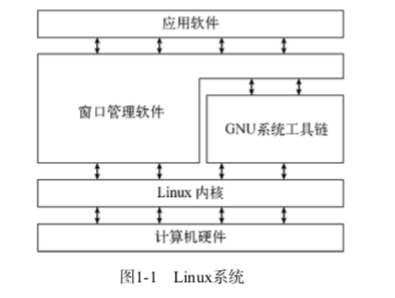 应用软件
窗口管理软件
GNU系统工具链
Linux 内核
计算机硬件
图1-1 Linux系统